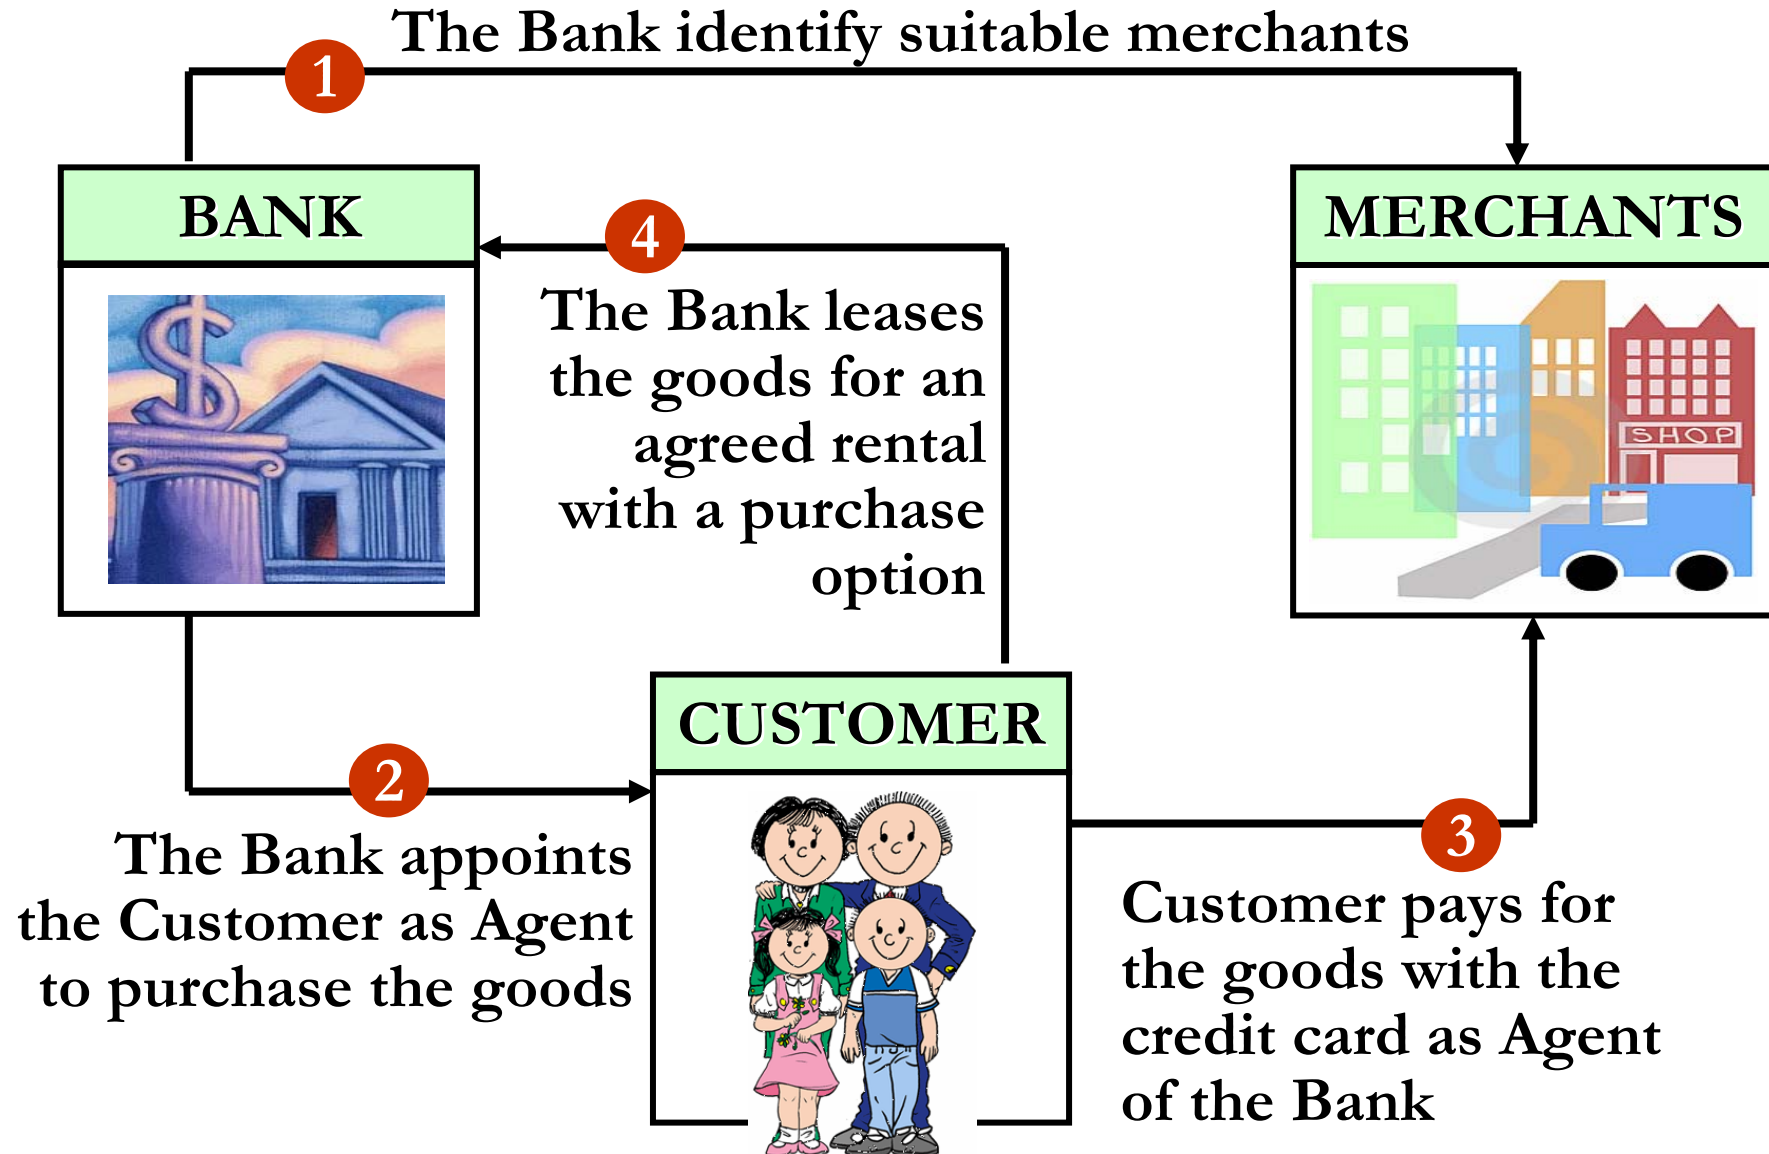 The Bank identify suitable merchants
1
BANK
MERCHANTS
4
The Bank leases
the goods for an
agreed rental
with a purchase
option
SHOP
CUSTOMER
2
The Bank appoints
the Customer as Agent
to purchase the goods
3
Customer pays for
the goods with the
credit card as Agent
of the Bank